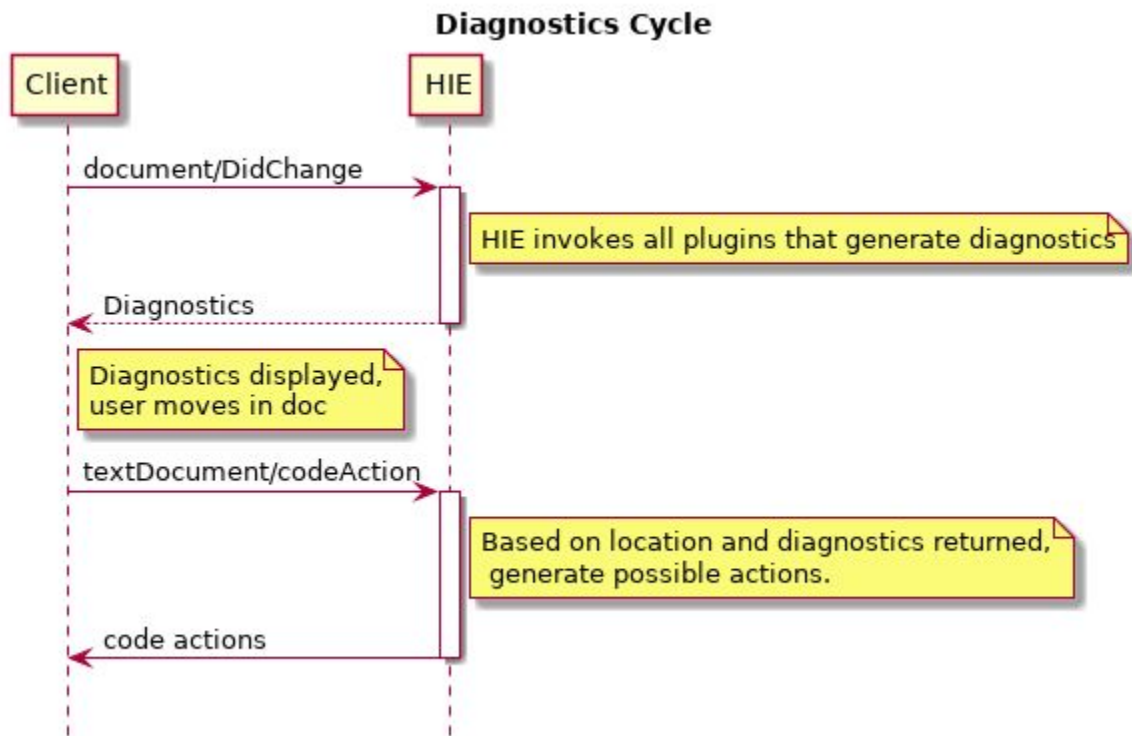 Diagnostics Cycle
Client
HIE
document/DidChange
HIE invokes all plugins that generate diagnostics
Diagnostics
Diagnostics displayed,
user moves in doc
textDocument/codeAction
Based on location and diagnostics returned,
generate possible actions.
code actions